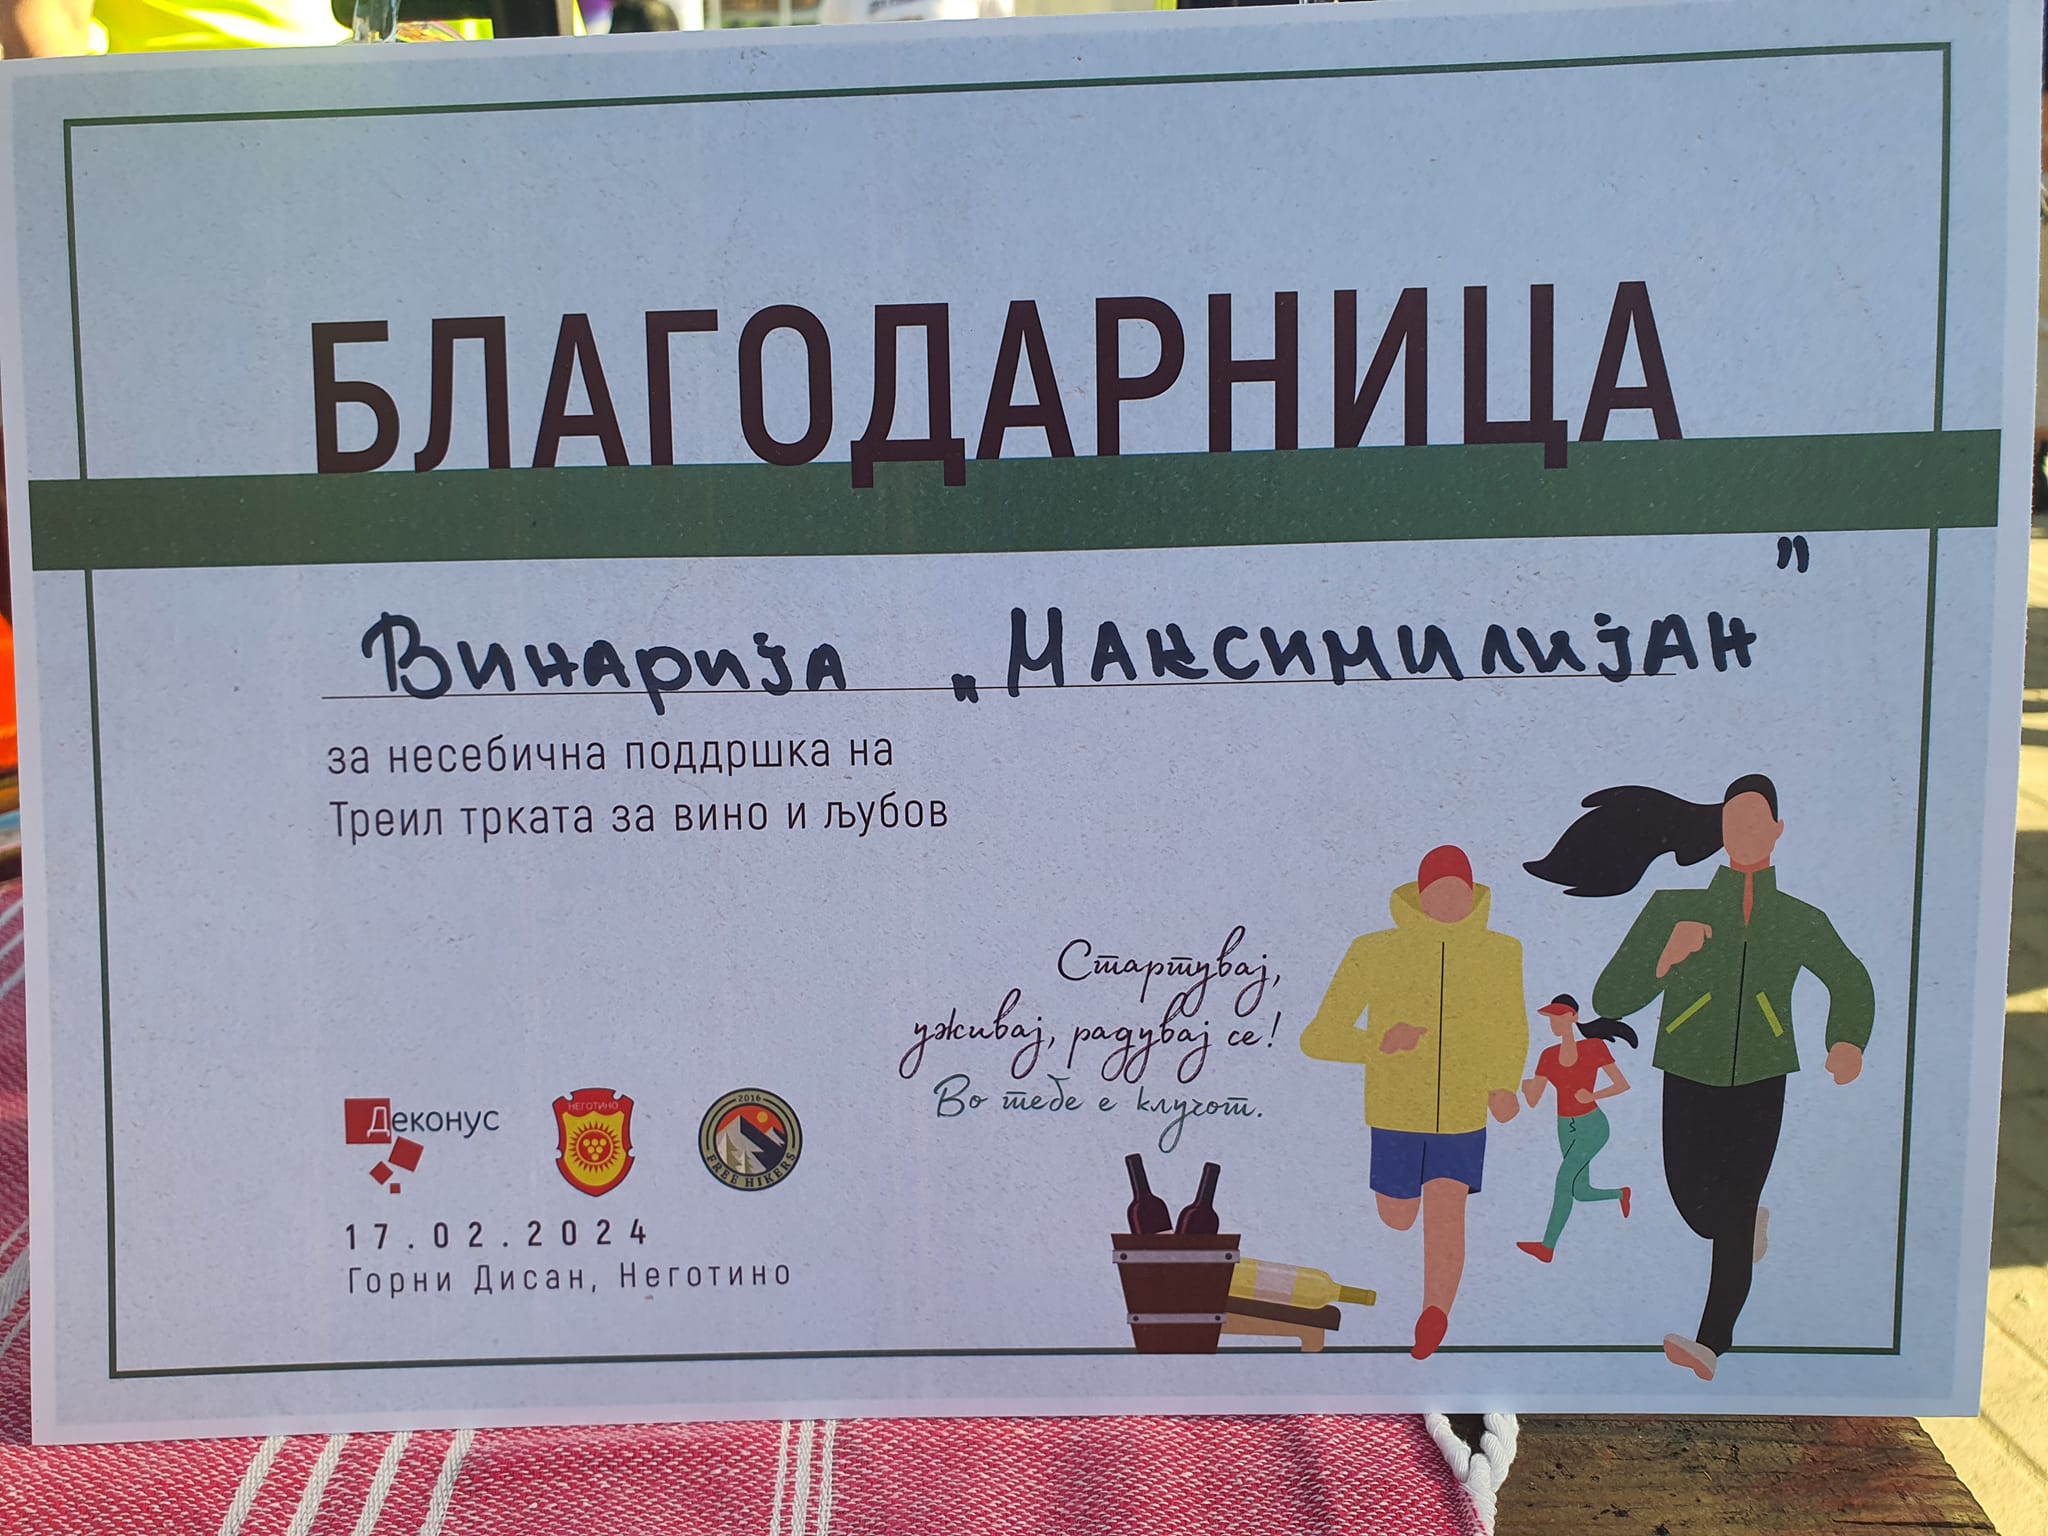 БЛАГОДАРНИЦА
Винарија „Максимилијан"
за несебична поддршка на
Треил трката за вино и љубов
Стартувај,
уживај, радувај се!
Во тебе е клучот.
Деконус
НЕГОТИНО
2016
FREE HIKERS
17.02.2024
Горни Дисан, Неготино